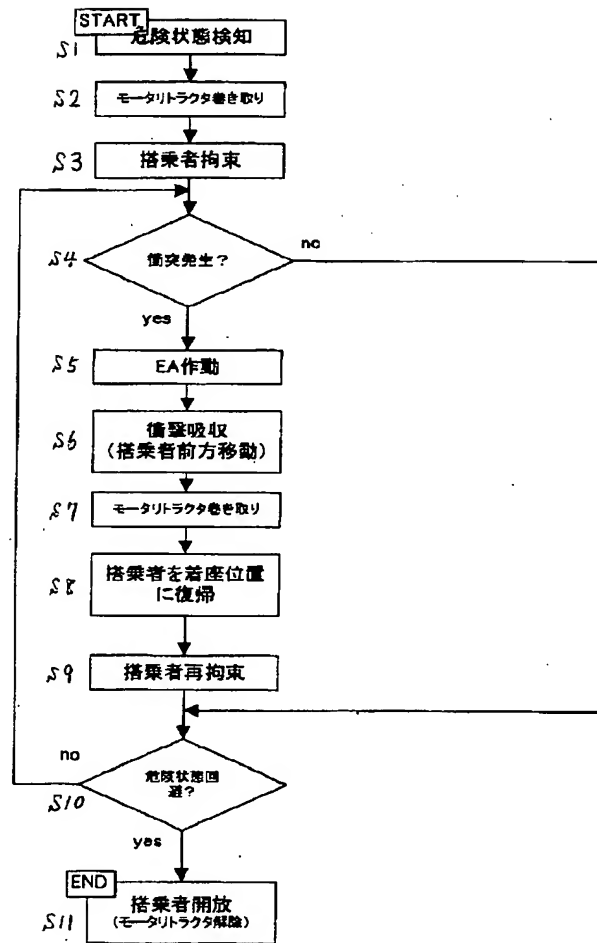 START
S1
危険状態検知
S2
モータリトラクタ巻き取り
S3
搭乗者拘束
S4
衝突発生?
no
yes
S5
EA作動
S6
衝撃吸収
(搭乗者前方移動)
S7
モータリトラクタ巻き取り
S8
搭乗者を着座位置
に復帰
S9
搭乗者再拘束
no
S10
危険状態回
避?
yes
END
S11
搭乗者開放
(モータリトラクタ解除)